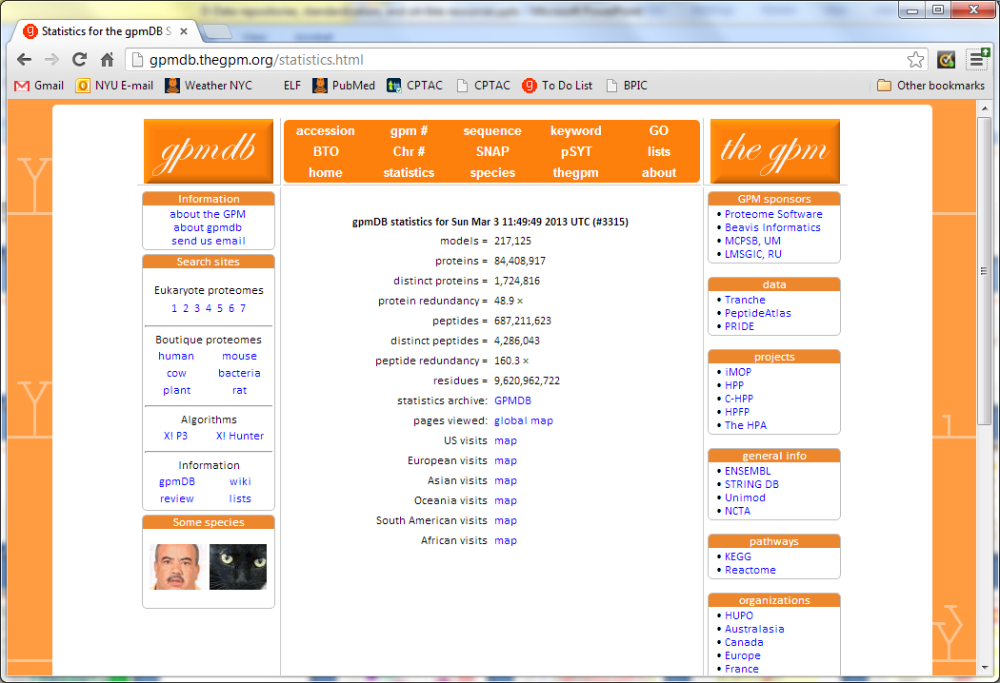 Statistics for the gpmDB S
gpmdb.thegpm.org/statistics.html
Gmail NYU E-mail Weather NYC ELF PubMed CPTAC CPTAC To Do List BPIC Other bookmarks
gpmdb
accession gpm # sequence keyword GO
BTO Chr # SNAP pSYT lists
home statistics species thegpm about
the gpm
Information
about the GPM
about gpmdb
send us email
Search sites
Eukaryote proteomes
1 2 3 4 5 6 7
Boutique proteomes
human mouse
cow bacteria
plant rat
Algorithms
X! P3 X! Hunter
Information
gpmDB wiki
review lists
Some species
gpmDB statistics for Sun Mar 3 11:49:49 2013 UTC (#3315)
models = 217,125
proteins = 84,408,917
distinct proteins = 1,724,816
protein redundancy = 48.9 ×
peptides = 687,211,623
distinct peptides = 4,286,043
peptide redundancy = 160.3 ×
residues = 9,620,962,722
statistics archive: GPMDB
pages viewed: global map
US visits map
European visits map
Asian visits map
Oceania visits map
South American visits map
African visits map
GPM sponsors
• Proteome Software
• Beavis Informatics
• MCPSB, UM
• LMSGIC, RU
data
• Tranche
• PeptideAtlas
• PRIDE
projects
• iMOP
• HPP
• C-HPP
• HPFP
• The HPA
general info
• ENSEMBL
• STRING DB
• Unimod
• NCTA
pathways
• KEGG
• Reactome
organizations
• HUPO
• Australasia
• Canada
• Europe
• France